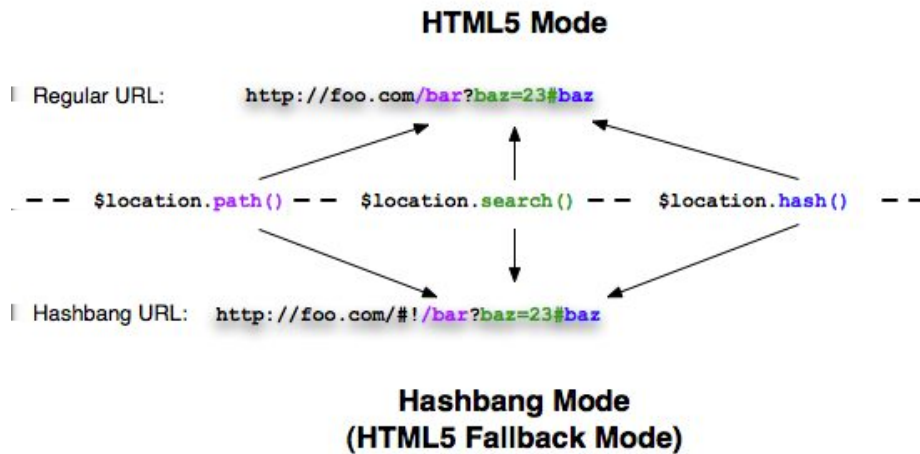 HTML5 Mode
Regular URL: http://foo.com/bar?baz=23#baz
$location.path() $location.search() $location.hash()
Hashbang URL: http://foo.com/#!/bar?baz=23#baz
Hashbang Mode
(HTML5 Fallback Mode)